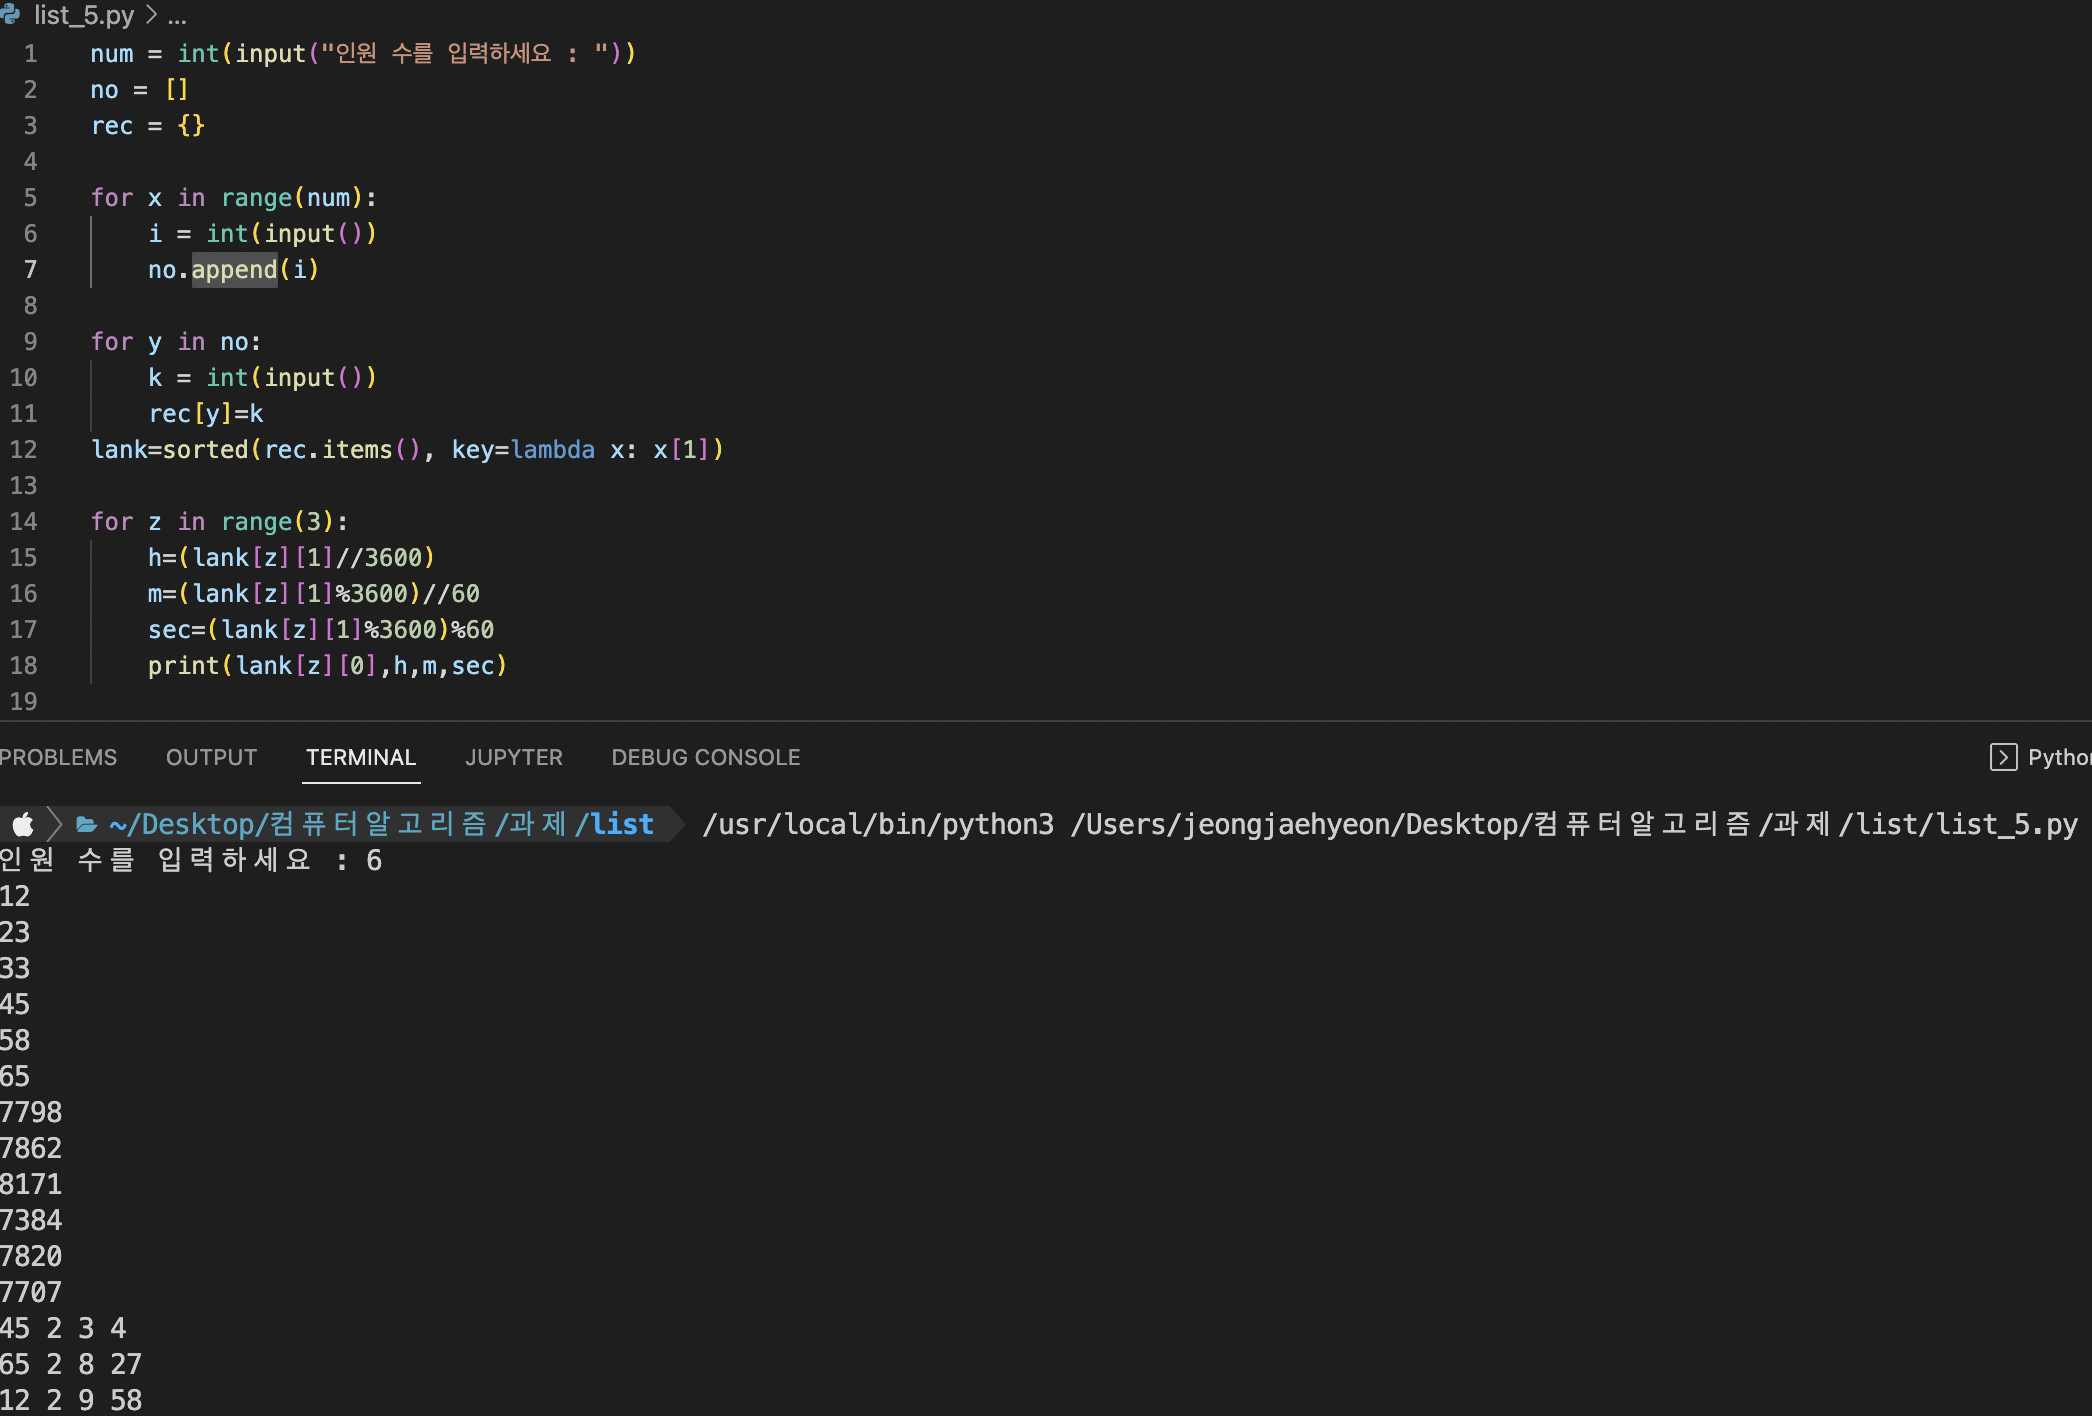 list_5.py > ...
1 num = int(input("인원 수를 입력하세요 : "))
2 no = []
3 rec = {}
4
5 for x in range(num):
6     i = int(input())
7     no.append(i)
8
9 for y in no:
10     k = int(input())
11     rec[y]=k
12 lank=sorted(rec.items(), key=lambda x: x[1])
13
14 for z in range(3):
15     h=(lank[z][1]//3600)
16     m=(lank[z][1]%3600)//60
17     sec=(lank[z][1]%3600)%60
18     print(lank[z][0],h,m,sec)
19
PROBLEMS OUTPUT TERMINAL JUPYTER DEBUG CONSOLE
~/Desktop/컴퓨터알고리즘/과제/list /usr/local/bin/python3 /Users/jeongjaehyeon/Desktop/컴퓨터알고리즘/과제/list/list_5.py
인원 수를 입력하세요 : 6
12
23
33
45
58
65
7798
7862
8171
7384
7820
7707
45 2 3 4
65 2 8 27
12 2 9 58